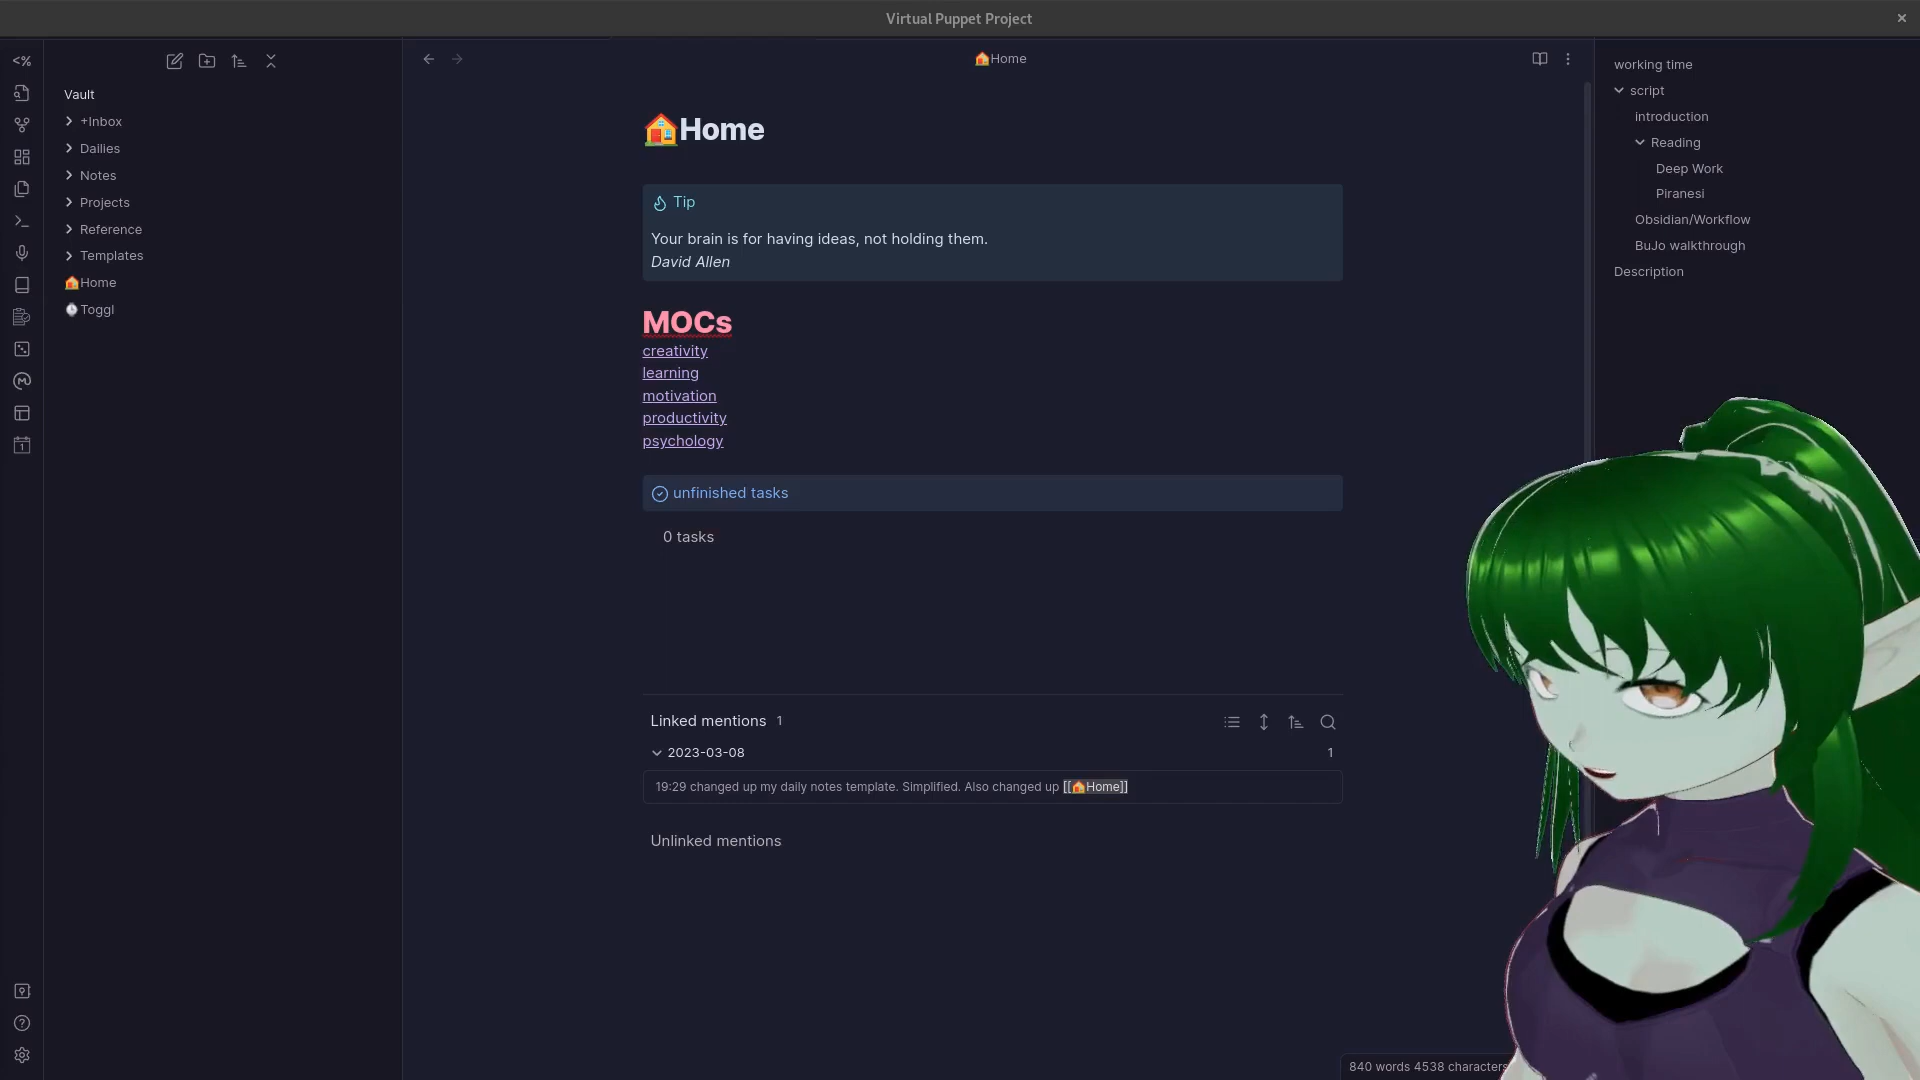 Virtual Puppet Project
<%
Vault
+Inbox
Dailies
Notes
Projects
Reference
Templates
🏠Home
⌚Toggl
1
🏠Home
🏠Home
Tip
Your brain is for having ideas, not holding them.
David Allen
MOCs
creativity
learning
motivation
productivity
psychology
unfinished tasks
0 tasks
Linked mentions 1
2023-03-08 1
19:29 changed up my daily notes template. Simplified. Also changed up [[🏠Home]]
Unlinked mentions
working time
script
introduction
Reading
Deep Work
Piranesi
Obsidian/Workflow
BuJo walkthrough
Description
840 words 4538 characters